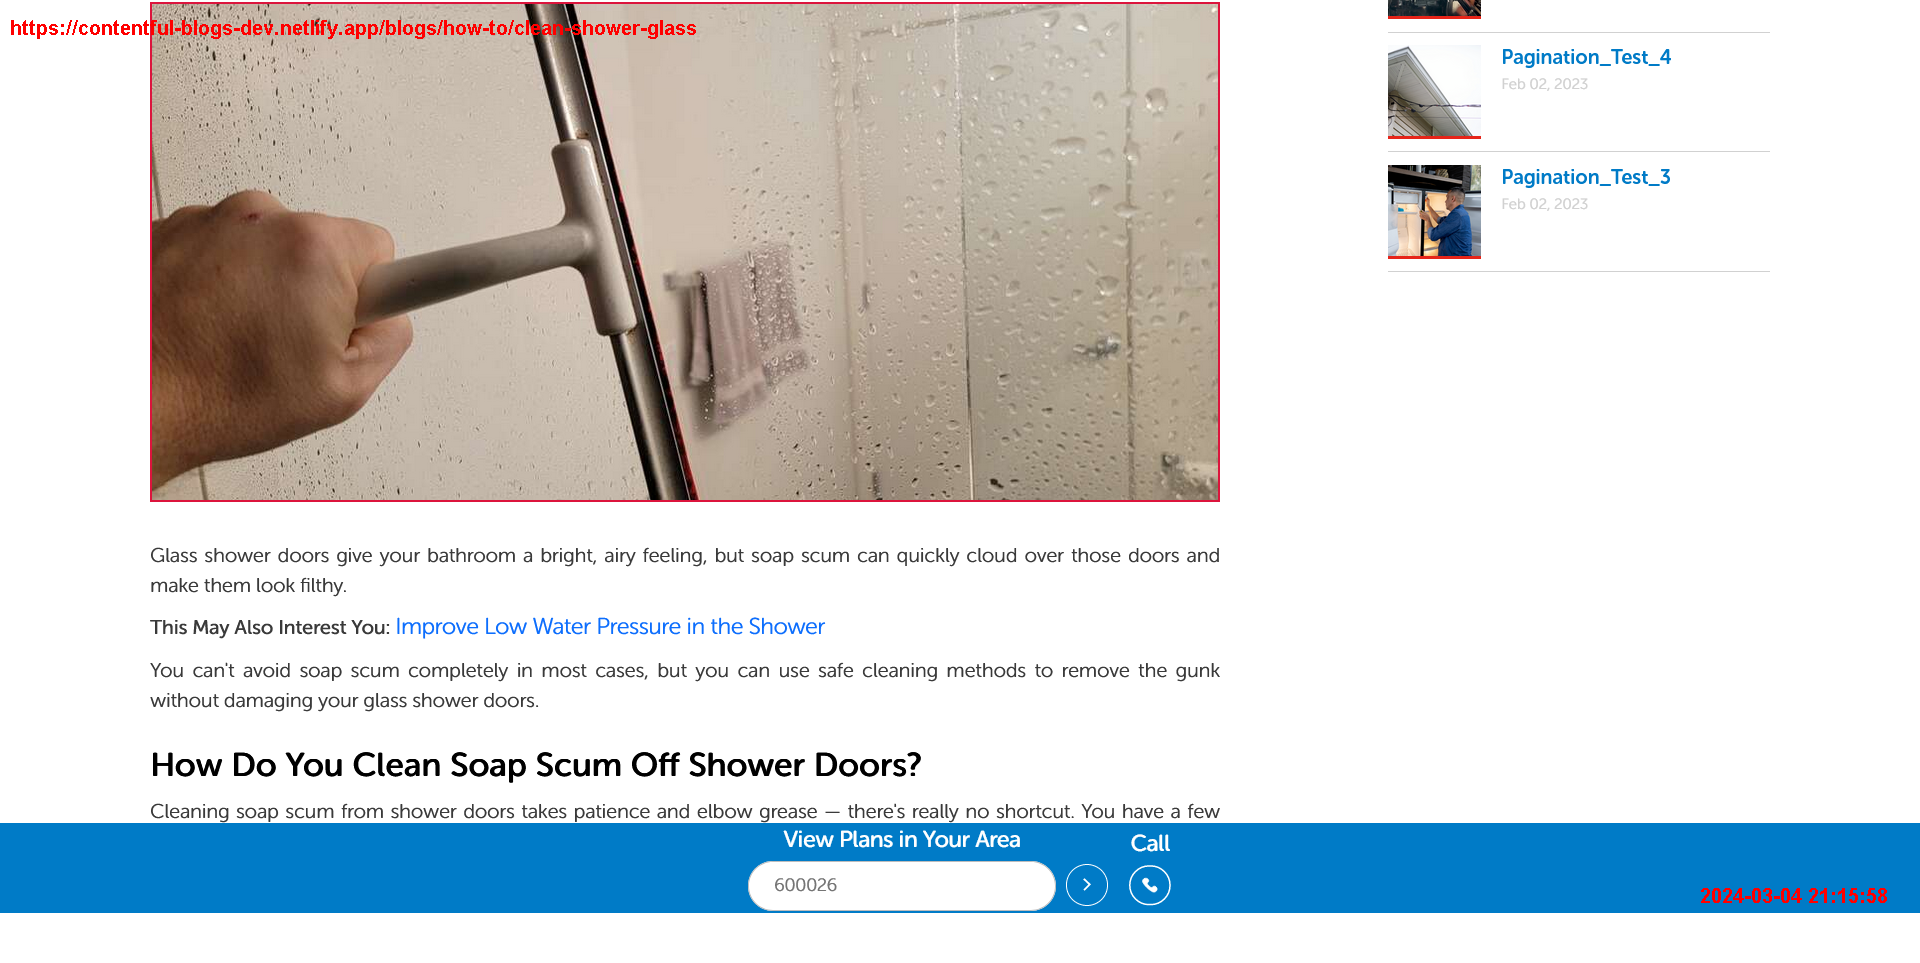 https://contentful-blogs-dev.netlify.app/blogs/how-to/clean-shower-glass
Pagination_Test_4
Feb 02, 2023
Pagination_Test_3
Feb 02, 2023
Glass shower doors give your bathroom a bright, airy feeling, but soap scum can quickly cloud over those doors and
make them look filthy.
This May Also Interest You: Improve Low Water Pressure in the Shower
You can't avoid soap scum completely in most cases, but you can use safe cleaning methods to remove the gunk
without damaging your glass shower doors.
How Do You Clean Soap Scum Off Shower Doors?
Cleaning soap scum from shower doors takes patience and elbow grease — there's really no shortcut. You have a few
View Plans in Your Area
Call
600026
2024-03-04 21:15:58